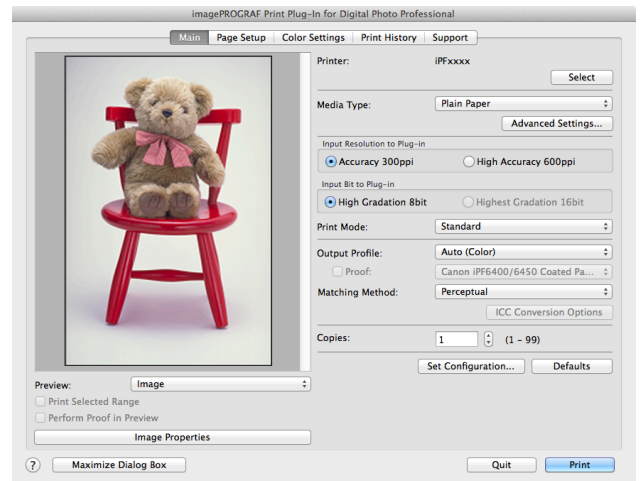 imagePROGRAF Print Plug-In for Digital Photo Professional
Main Page Setup Color Settings Print History Support
Printer: iPFxxxx
Select
Media Type: Plain Paper
Advanced Settings...
Input Resolution to Plug-in
Accuracy 300ppi High Accuracy 600ppi
Input Bit to Plug-in
High Gradation 8bit Highest Gradation 16bit
Print Mode: Standard
Output Profile: Auto (Color)
Proof: Canon iPF6400/6450 Coated Pa...
Matching Method: Perceptual
ICC Conversion Options
Copies: 1 (1 – 99)
Set Configuration... Defaults
Preview: Image
Print Selected Range
Perform Proof in Preview
Image Properties
? Maximize Dialog Box Quit Print